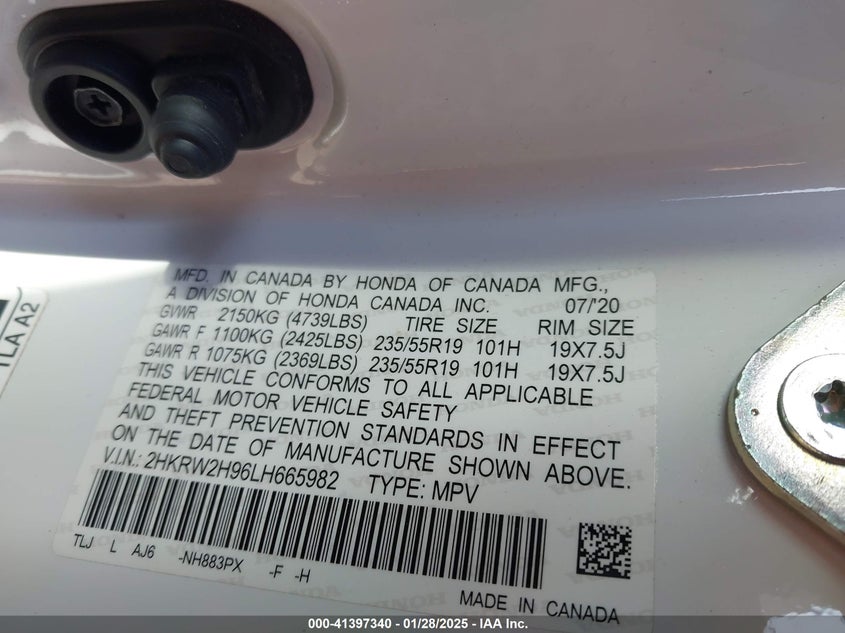 MFD. IN CANADA BY HONDA OF CANADA MFG.,
A DIVISION OF HONDA CANADA INC. 07/'20
GVWR 2150KG (4739LBS) TIRE SIZE RIM SIZE
GAWR F 1100KG (2425LBS) 235/55R19 101H 19X7.5J
GAWR R 1075KG (2369LBS) 235/55R19 101H 19X7.5J
THIS VEHICLE CONFORMS TO ALL APPLICABLE
FEDERAL MOTOR VEHICLE SAFETY
AND THEFT PREVENTION STANDARDS IN EFFECT
ON THE DATE OF MANUFACTURE SHOWN ABOVE.
V.I.N.: 2HKRW2H96LH665982 TYPE: MPV
TLJ L AJ6 -NH883PX -F -H
MADE IN CANADA
TLA A2
000-41397340 - 01/28/2025 - IAA Inc.